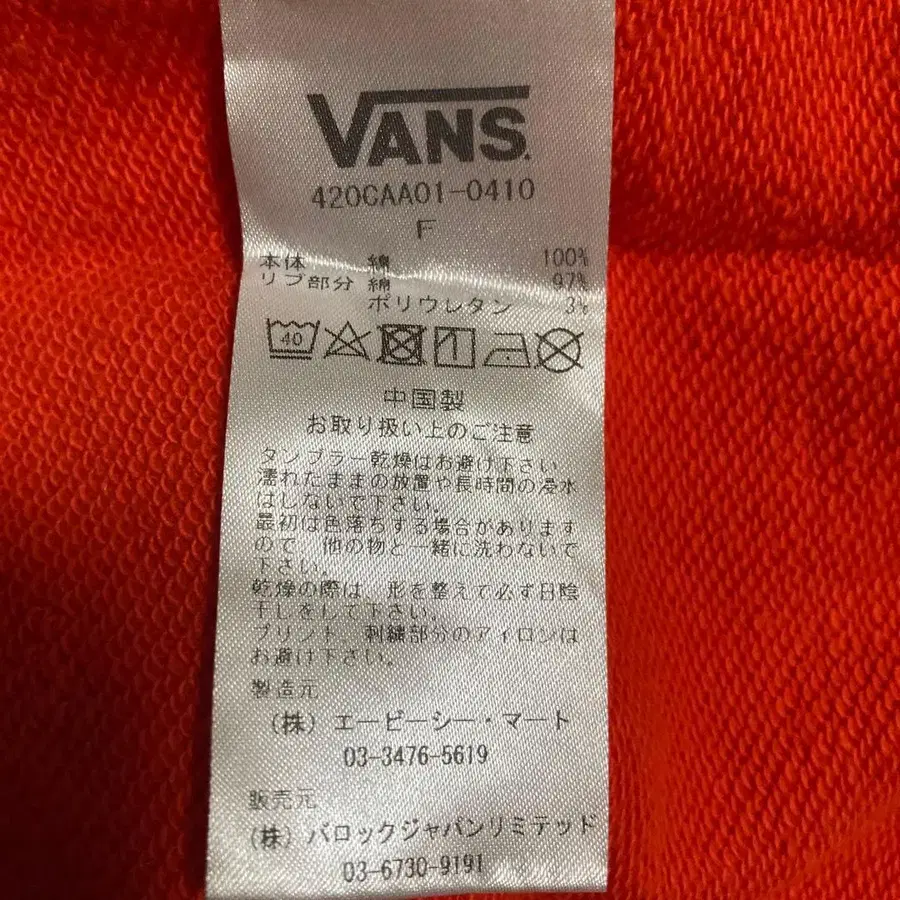 VANS
420CAA01-0410
F
本体 綿 100%
リブ部分 綿 97%
ポリウレタン 3%
40
中国製
お取り扱い上のご注意
タンブラー乾燥はお避け下さい
濡れたままの放置や長時間の浸水
はしないで下さい。
最初は色落ちする場合があります
ので、他の物と一緒に洗わないで
下さい。
乾燥の際は、形を整えて必ず日陰
干しをして下さい。
プリント、刺繍部分のアイロンは
お避け下さい。
製造元
(株) エービーシー・マート
03-3476-5619
販売元
(株) バロックジャパンリミテッド
03-6730-9191